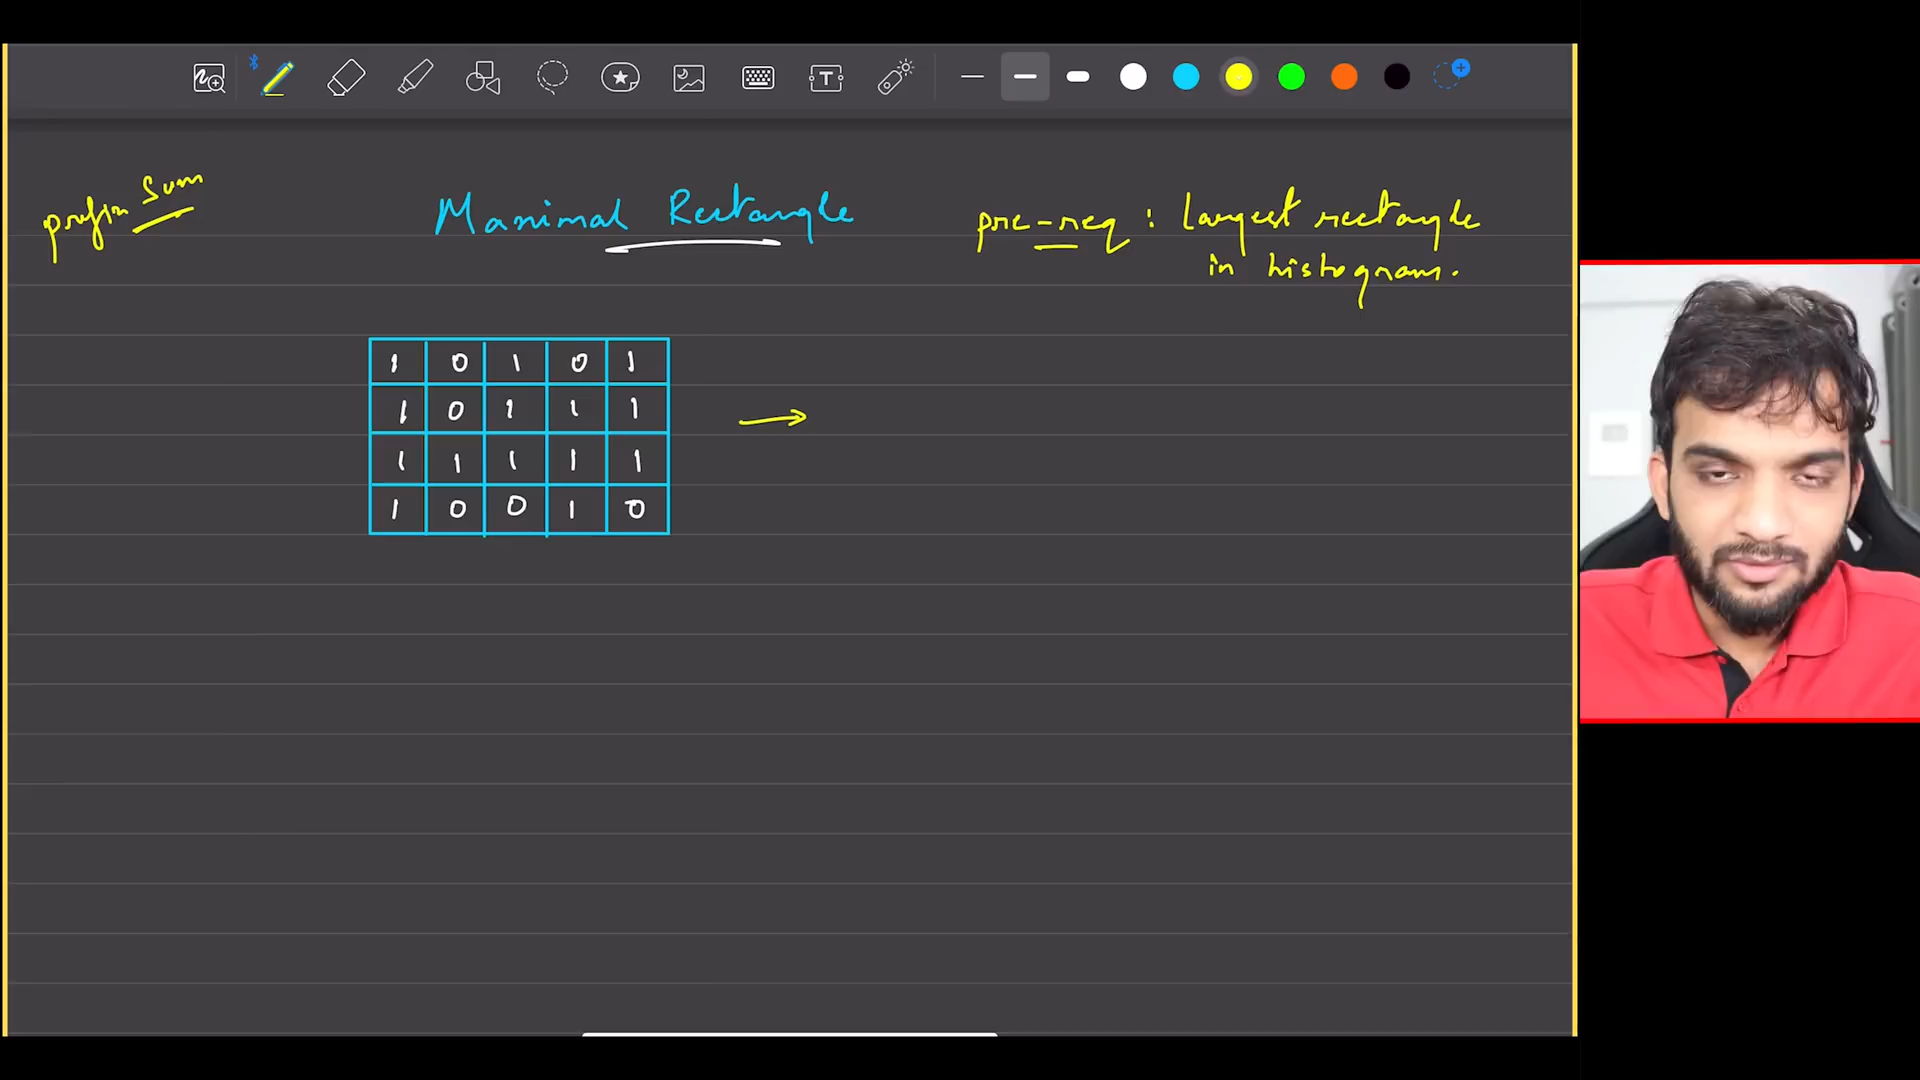 prefix Sum
Maximal Rectangle
pre-req : Largest rectangle
in histogram.
1 0 1 0 1
1 0 1 1 1
1 1 1 1 1
1 0 0 1 0
T